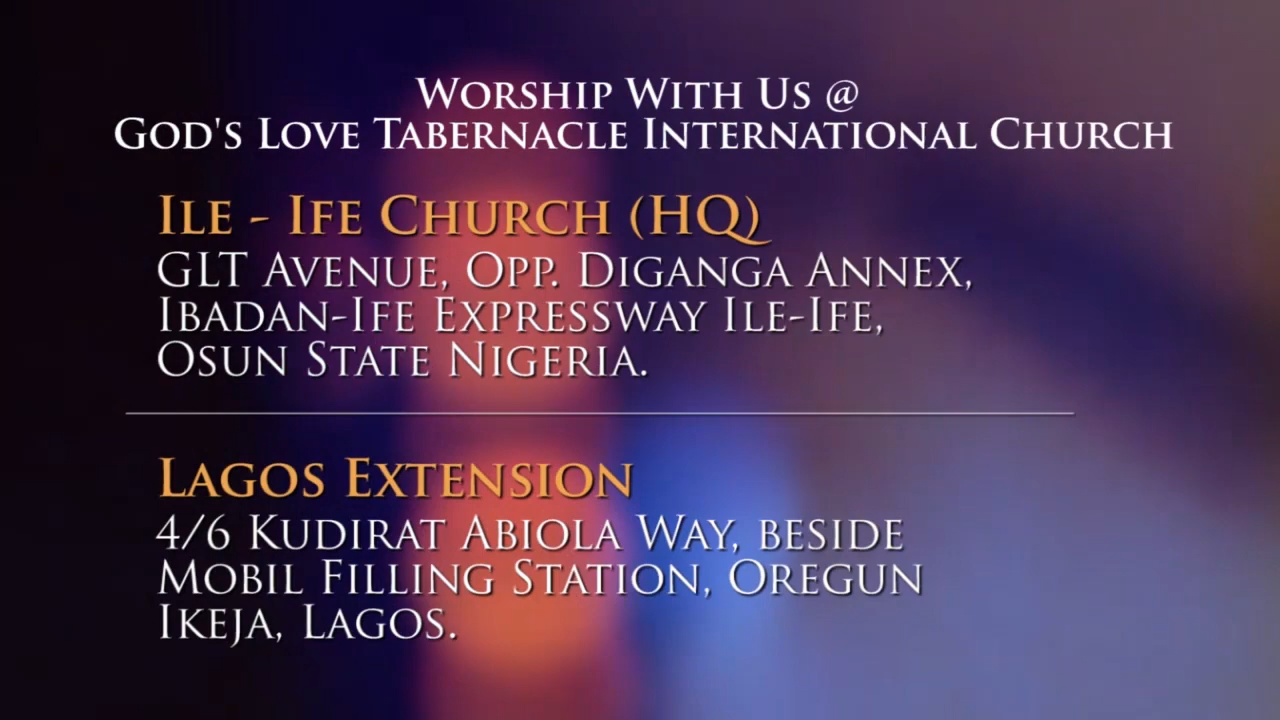 Worship With Us @
God's Love Tabernacle International Church
Ile - Ife Church (HQ)
GLT Avenue, Opp. Diganga Annex,
Ibadan-Ife Expressway Ile-Ife,
Osun State Nigeria.
Lagos Extension
4/6 Kudirat Abiola Way, beside
Mobil Filling Station, Oregun
Ikeja, Lagos.